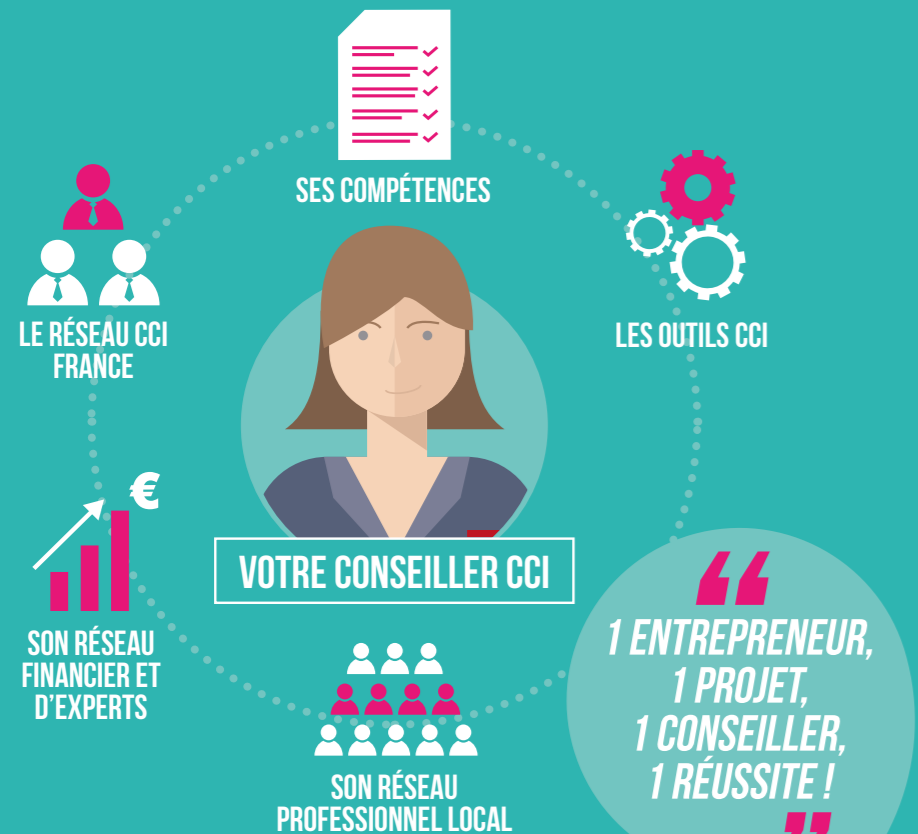 SES COMPÉTENCES
LE RÉSEAU CCI
FRANCE
LES OUTILS CCI
VOTRE CONSEILLER CCI
€
SON RÉSEAU
FINANCIER ET
D'EXPERTS
SON RÉSEAU
PROFESSIONNEL LOCAL
“
1 ENTREPRENEUR,
1 PROJET,
1 CONSEILLER,
1 RÉUSSITE !
”